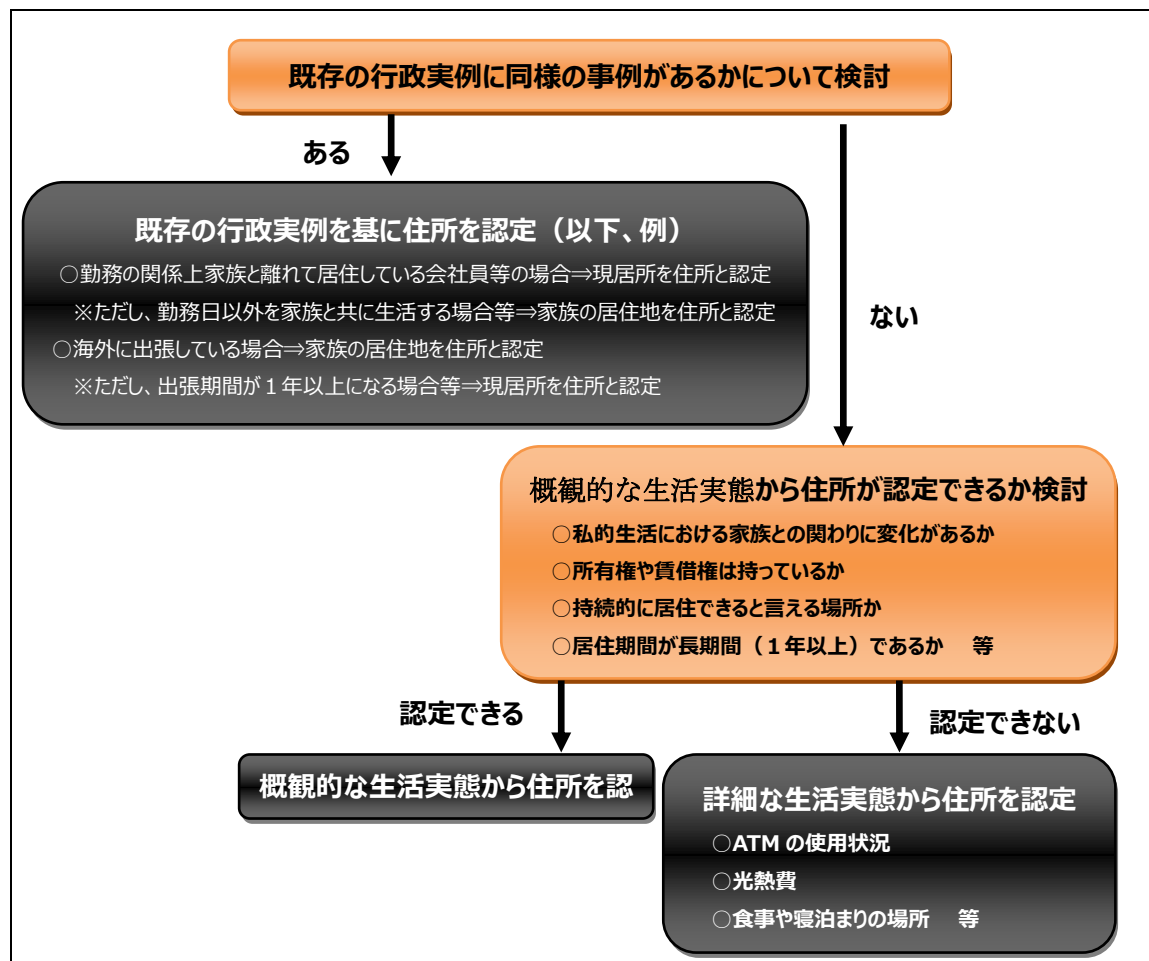 既存の行政実例に同様の事例があるかについて検討
ある
既存の行政実例を基に住所を認定（以下、例）
○勤務の関係上家族と離れて居住している会社員等の場合⇒現居所を住所と認定
※ただし、勤務日以外を家族と共に生活する場合等⇒家族の居住地を住所と認定
○海外に出張している場合⇒家族の居住地を住所と認定
※ただし、出張期間が１年以上になる場合等⇒現居所を住所と認定
ない
概観的な生活実態から住所が認定できるか検討
○私的生活における家族との関わりに変化があるか
○所有権や賃借権は持っているか
○持続的に居住できると言える場所か
○居住期間が長期間（１年以上）であるか　等
認定できる
認定できない
概観的な生活実態から住所を認
詳細な生活実態から住所を認定
○ATM の使用状況
○光熱費
○食事や寝泊まりの場所　等